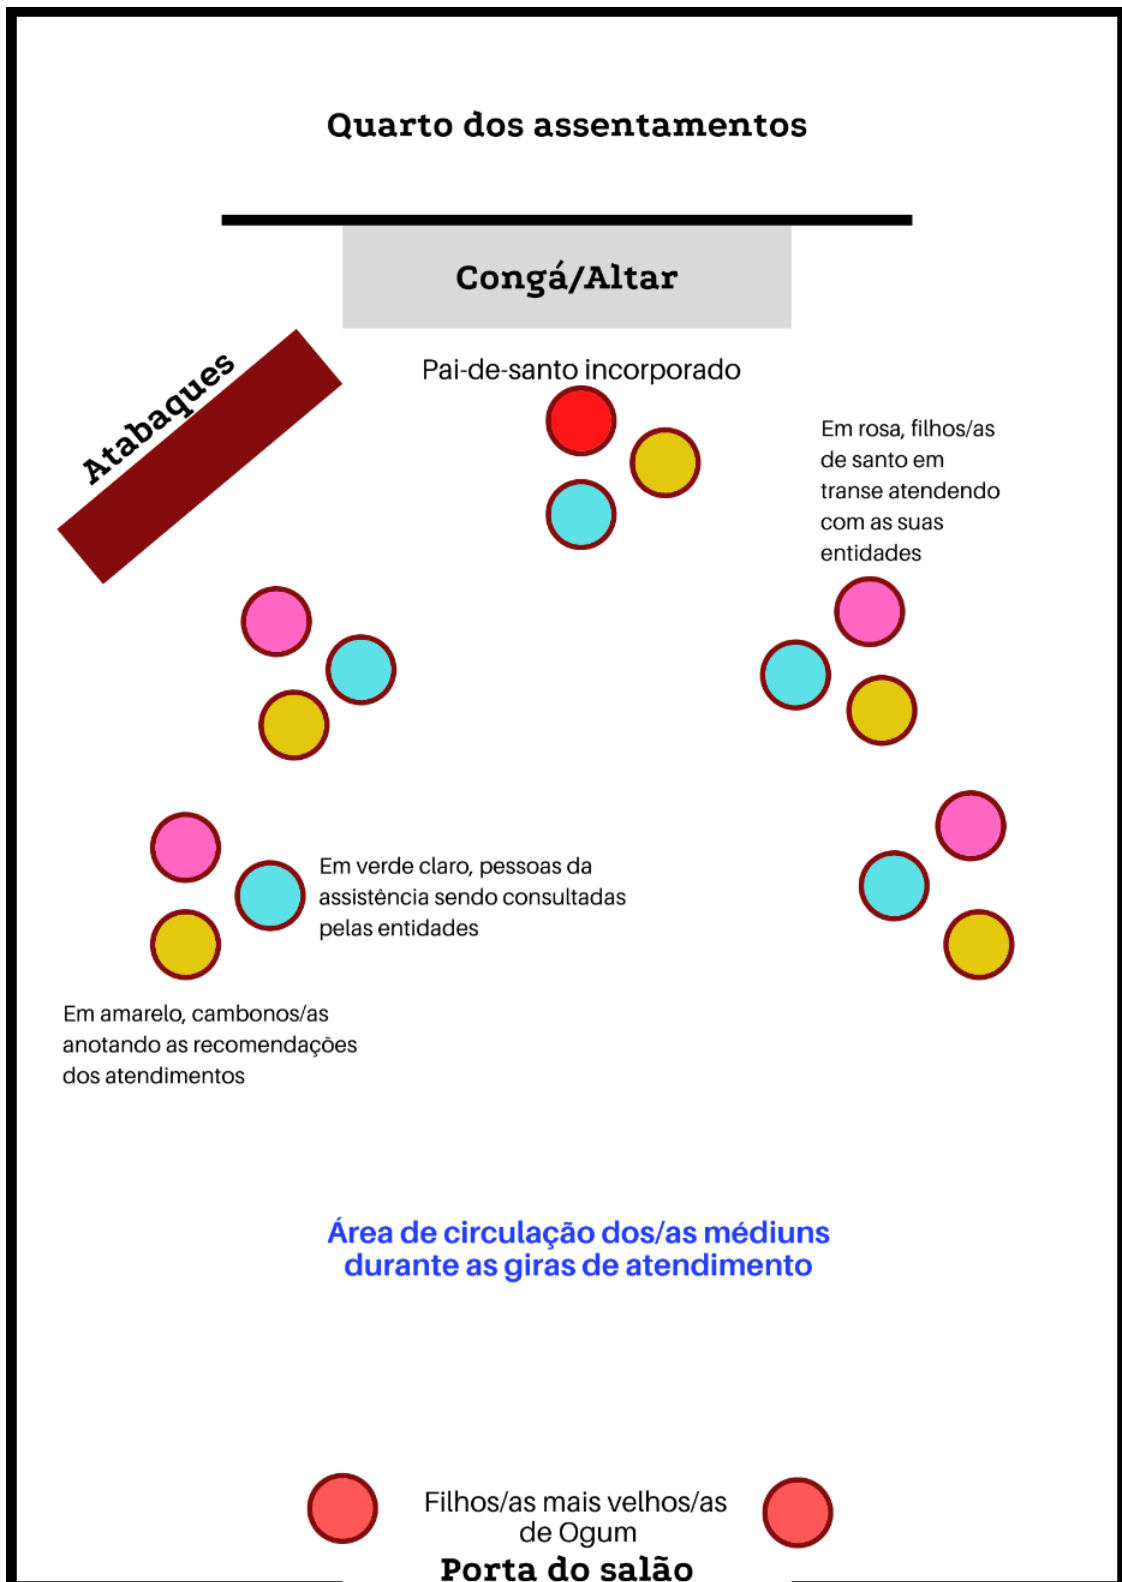 Quarto dos assentamentos
Congá/Altar
Atabaques
Pai-de-santo incorporado
Em rosa, filhos/as
de santo em
transe atendendo
com as suas
entidades
Em verde claro, pessoas da
assistência sendo consultadas
pelas entidades
Em amarelo, cambonos/as
anotando as recomendações
dos atendimentos
Área de circulação dos/as médiuns
durante as giras de atendimento
Filhos/as mais velhos/as
de Ogum
Porta do salão